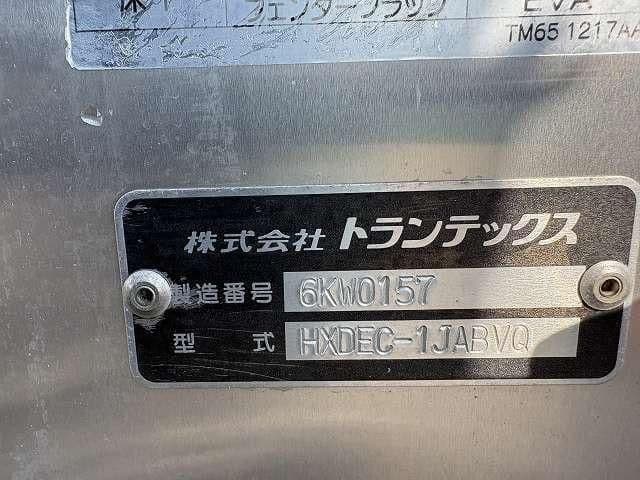 フェンダーフラップ EVA
TM65 1217AA
株式会社 トランテックス
製造番号 6KW0157
型式 HXDEC-1JABVQ